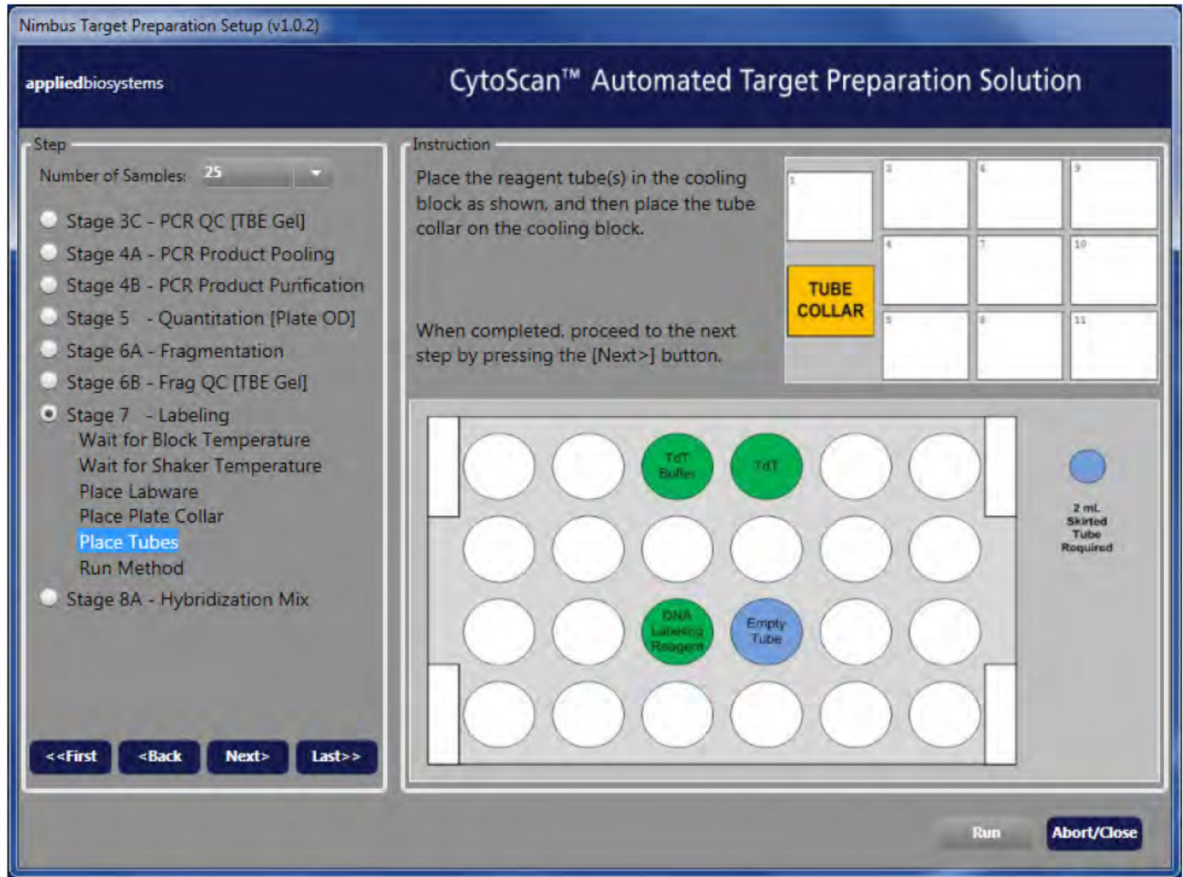 Nimbus Target Preparation Setup (v1.0.2)
appliedbiosystems
CytoScan™ Automated Target Preparation Solution
Step
Number of Samples: 25
Stage 3C - PCR QC [TBE Gel]
Stage 4A - PCR Product Pooling
Stage 4B - PCR Product Purification
Stage 5 - Quantitation [Plate OD]
Stage 6A - Fragmentation
Stage 6B - Frag QC [TBE Gel]
Stage 7 - Labeling
Wait for Block Temperature
Wait for Shaker Temperature
Place Labware
Place Plate Collar
Place Tubes
Run Method
Stage 8A - Hybridization Mix
<<First
<Back
Next>
Last>>
Instruction
Place the reagent tube(s) in the cooling
block as shown, and then place the tube
collar on the cooling block.
When completed, proceed to the next
step by pressing the [Next>] button.
1
3
9
TUBE
COLLAR
4
7
10
5
8
11
TdT
Buffer
TdT
DNA
Labeling
Reagent
Empty
Tube
2 mL
Skirted
Tube
Required
Run
Abort/Close